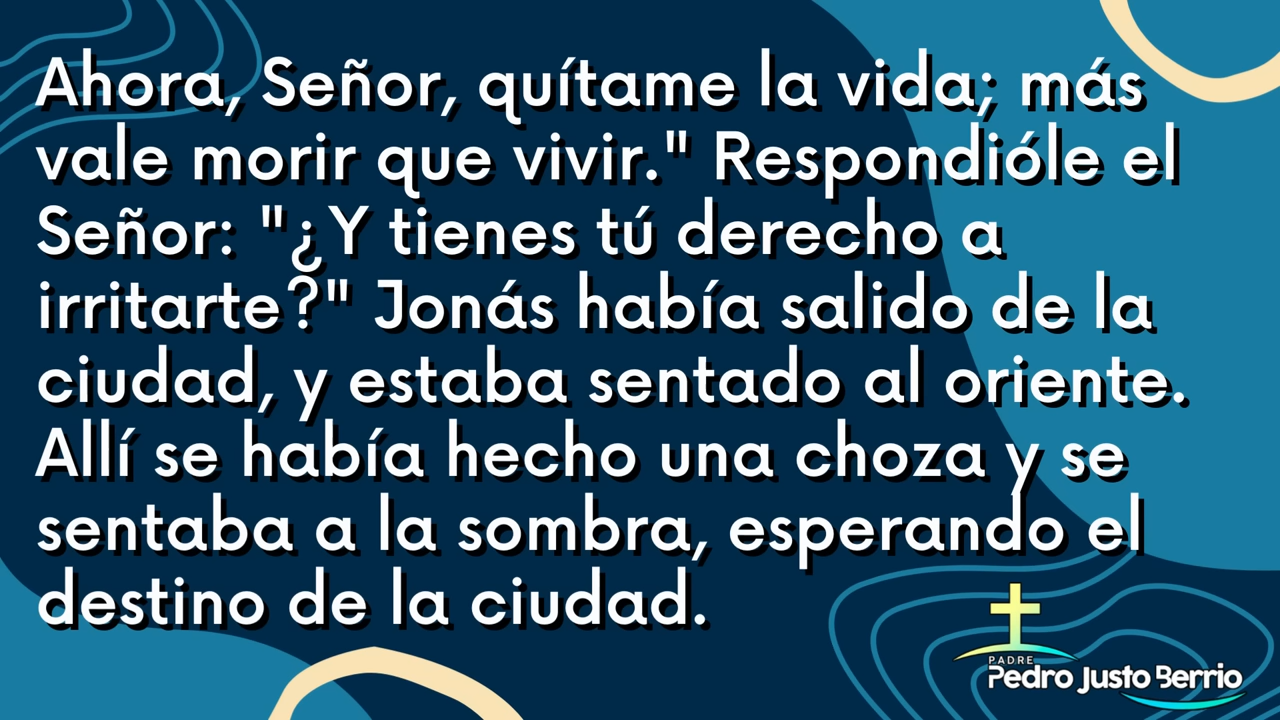 Ahora, Señor, quítame la vida; más
vale morir que vivir." Respondióle el
Señor: "¿Y tienes tú derecho a
irritarte?" Jonás había salido de la
ciudad, y estaba sentado al oriente.
Allí se había hecho una choza y se
sentaba a la sombra, esperando el
destino de la ciudad.
PADRE
Pedro Justo Berrio